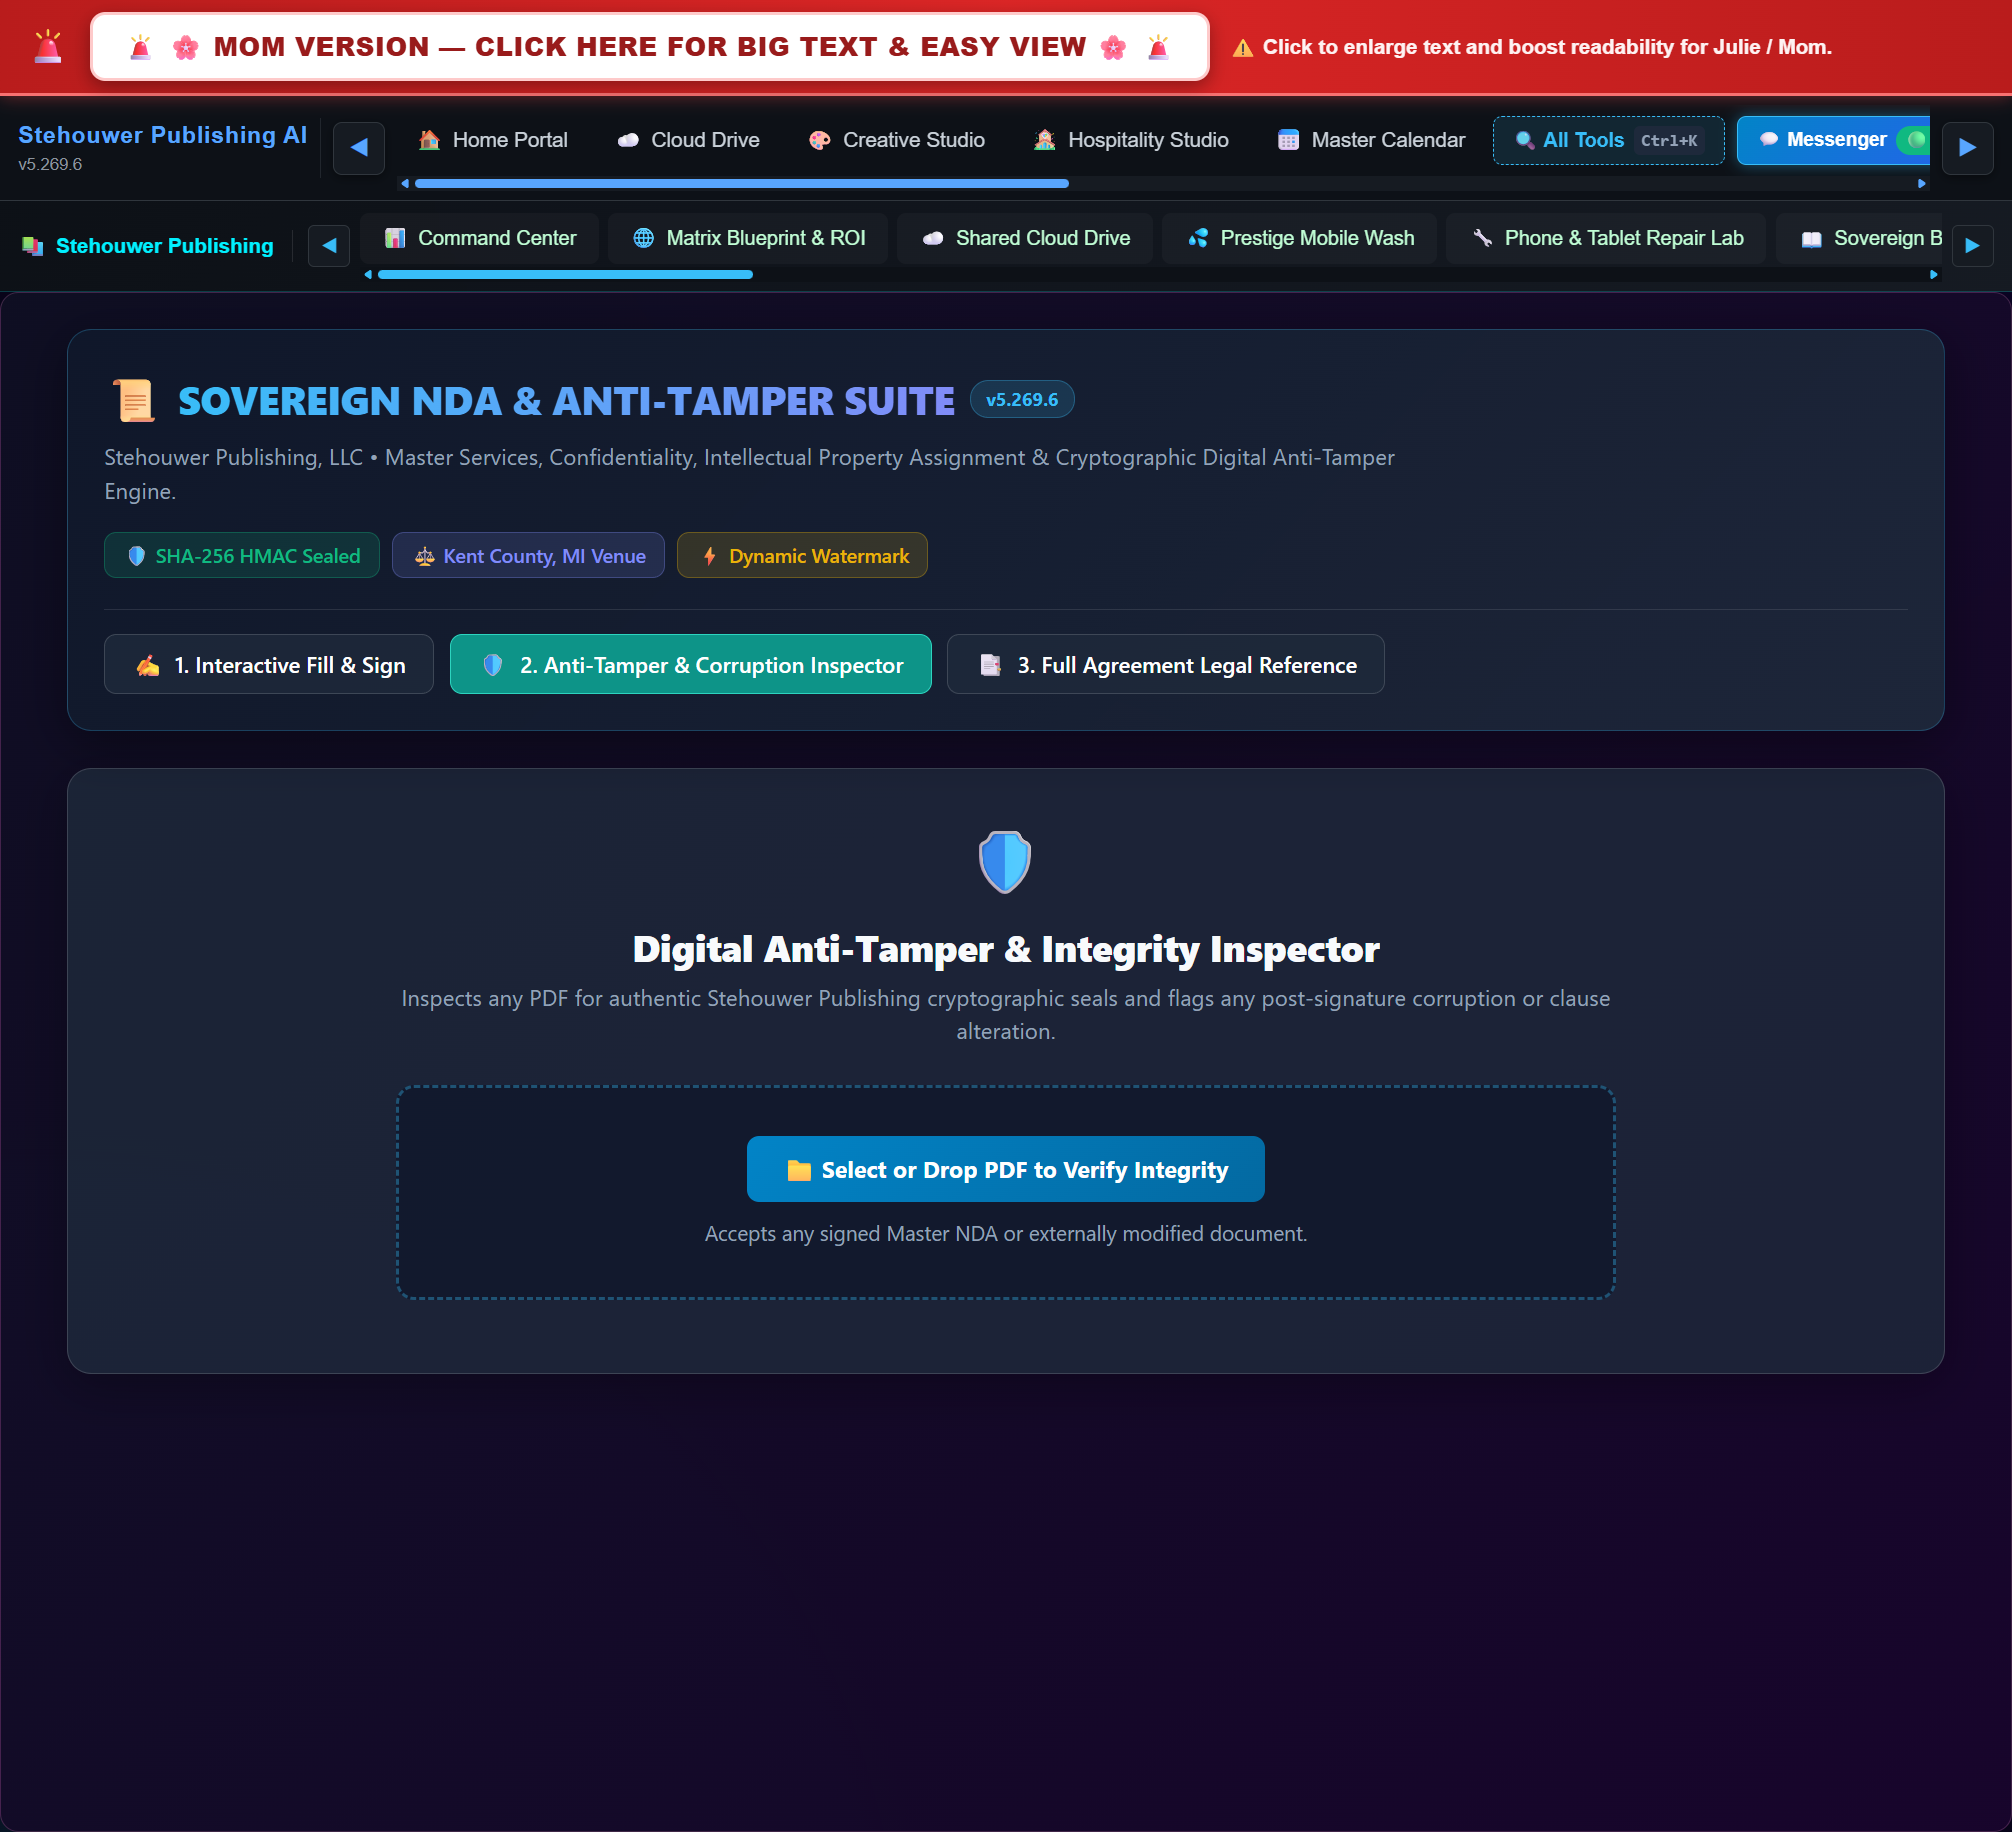 MOM VERSION — CLICK HERE FOR BIG TEXT & EASY VIEW
Click to enlarge text and boost readability for Julie / Mom.
Stehouwer Publishing AI
v5.269.6
Home Portal
Cloud Drive
Creative Studio
Hospitality Studio
Master Calendar
All Tools Ctrl+K
Messenger
Stehouwer Publishing
Command Center
Matrix Blueprint & ROI
Shared Cloud Drive
Prestige Mobile Wash
Phone & Tablet Repair Lab
Sovereign B
SOVEREIGN NDA & ANTI-TAMPER SUITE v5.269.6
Stehouwer Publishing, LLC • Master Services, Confidentiality, Intellectual Property Assignment & Cryptographic Digital Anti-Tamper
Engine.
SHA-256 HMAC Sealed
Kent County, MI Venue
Dynamic Watermark
1. Interactive Fill & Sign
2. Anti-Tamper & Corruption Inspector
3. Full Agreement Legal Reference
Digital Anti-Tamper & Integrity Inspector
Inspects any PDF for authentic Stehouwer Publishing cryptographic seals and flags any post-signature corruption or clause
alteration.
Select or Drop PDF to Verify Integrity
Accepts any signed Master NDA or externally modified document.